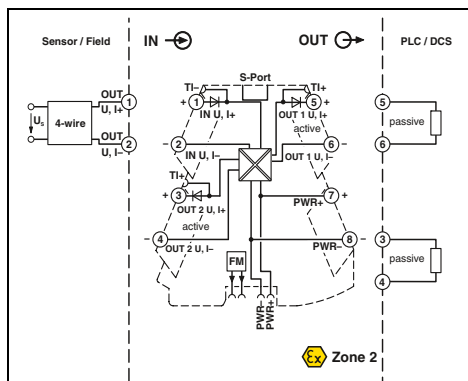 Sensor / Field
IN
OUT
PLC / DCS
S-Port
TI–
TI+
OUT
U, I+
1
+
1
IN U, I+
OUT 1 U, I+
5
+
5
active
passive
4-wire
Us
OUT
U, I–
2
–
2
IN U, I–
OUT 1 U, I–
6
–
6
TI+
+
3
OUT 2 U, I+
active
7
+
PWR+
–
4
OUT 2 U, I–
PWR–
8
–
3
passive
4
FM
PWR–
PWR+
Ex Zone 2